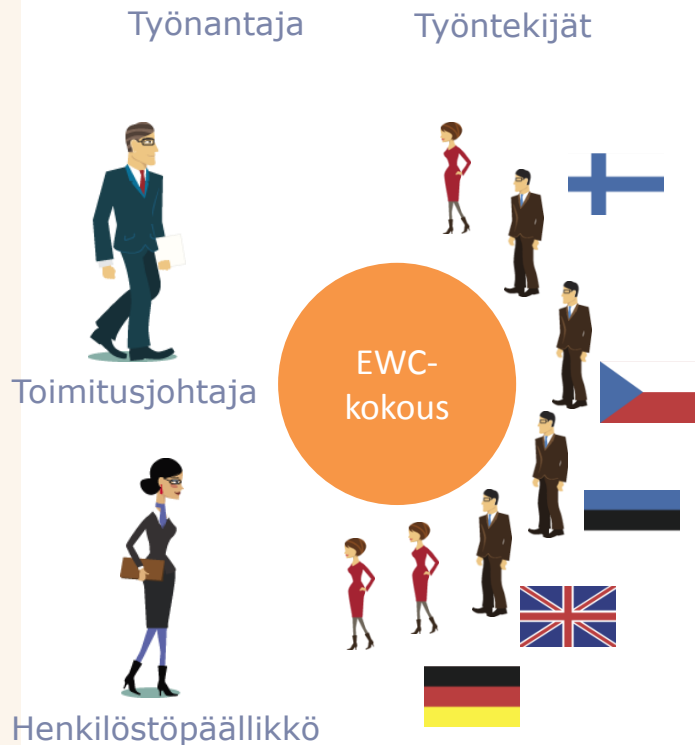 Työnantaja
Työntekijät
EWC-
kokous
Toimitusjohtaja
Henkilöstöpäällikkö